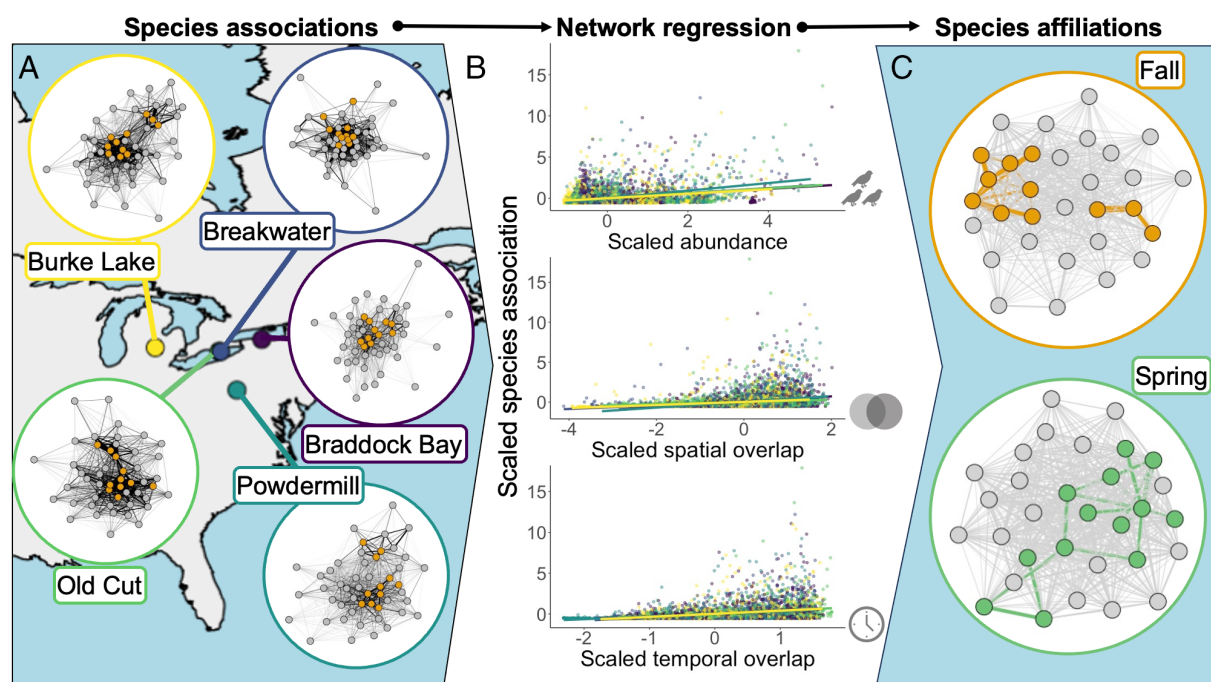 Species associations
Network regression
Species affiliations
A
Burke Lake
Breakwater
Braddock Bay
Old Cut
Powdermill
B
Scaled species association
15
10
5
0
0
2
4
Scaled abundance
15
10
5
0
-4
-2
0
2
Scaled spatial overlap
15
10
5
0
-2
-1
0
1
Scaled temporal overlap
C
Fall
Spring